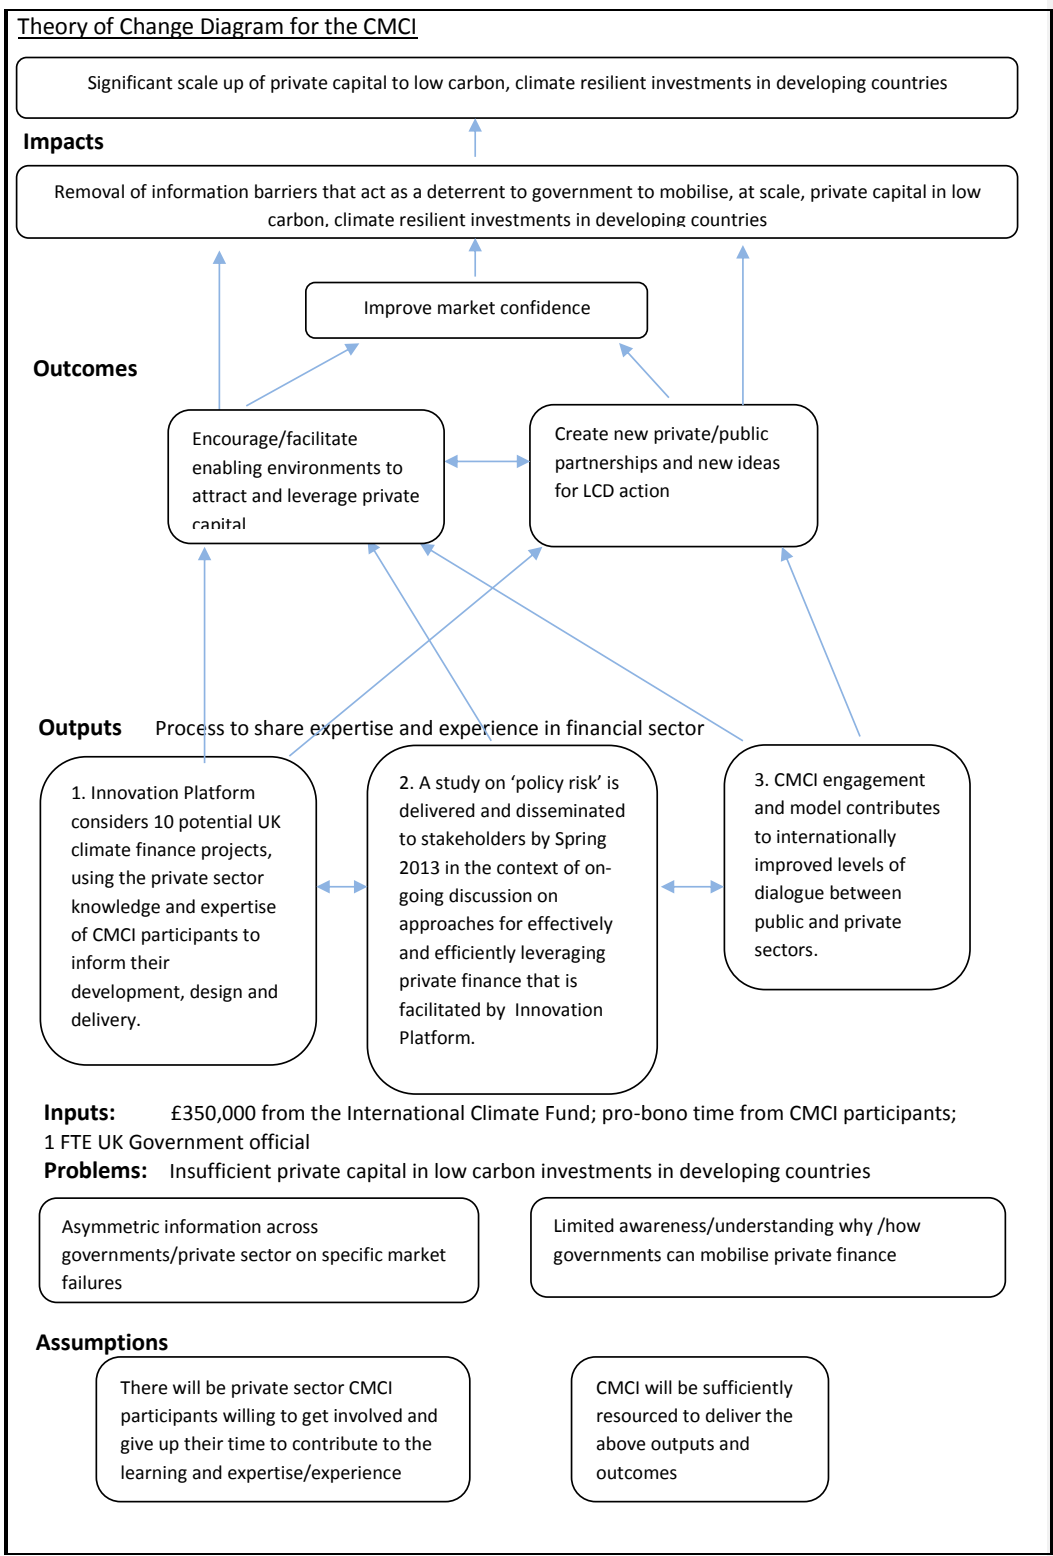 Theory of Change Diagram for the CMCI
Significant scale up of private capital to low carbon, climate resilient investments in developing countries
Impacts
Removal of information barriers that act as a deterrent to government to mobilise, at scale, private capital in low
carbon, climate resilient investments in developing countries
Improve market confidence
Outcomes
Encourage/facilitate
enabling environments to
attract and leverage private
capital
Create new private/public
partnerships and new ideas
for LCD action
Outputs Process to share expertise and experience in financial sector
1. Innovation Platform
considers 10 potential UK
climate finance projects,
using the private sector
knowledge and expertise
of CMCI participants to
inform their
development, design and
delivery.
2. A study on ‘policy risk’ is
delivered and disseminated
to stakeholders by Spring
2013 in the context of on-
going discussion on
approaches for effectively
and efficiently leveraging
private finance that is
facilitated by Innovation
Platform.
3. CMCI engagement
and model contributes
to internationally
improved levels of
dialogue between
public and private
sectors.
Inputs: £350,000 from the International Climate Fund; pro-bono time from CMCI participants;
1 FTE UK Government official
Problems: Insufficient private capital in low carbon investments in developing countries
Asymmetric information across
governments/private sector on specific market
failures
Limited awareness/understanding why /how
governments can mobilise private finance
Assumptions
There will be private sector CMCI
participants willing to get involved and
give up their time to contribute to the
learning and expertise/experience
CMCI will be sufficiently
resourced to deliver the
above outputs and
outcomes